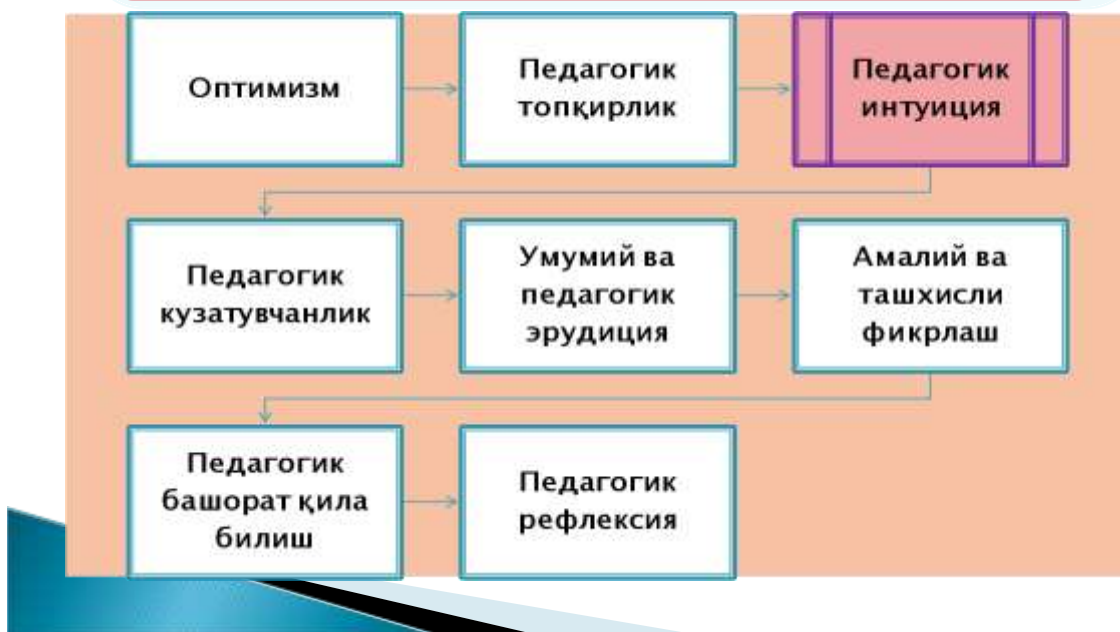 Оптимизм
Педагогик
топқирлик
Педагогик
интуиция
Педагогик
кузатувчанлик
Умумий ва
педагогик
эрудиция
Амалий ва
ташхисли
фикрлаш
Педагогик
башорат қила
билиш
Педагогик
рефлексия